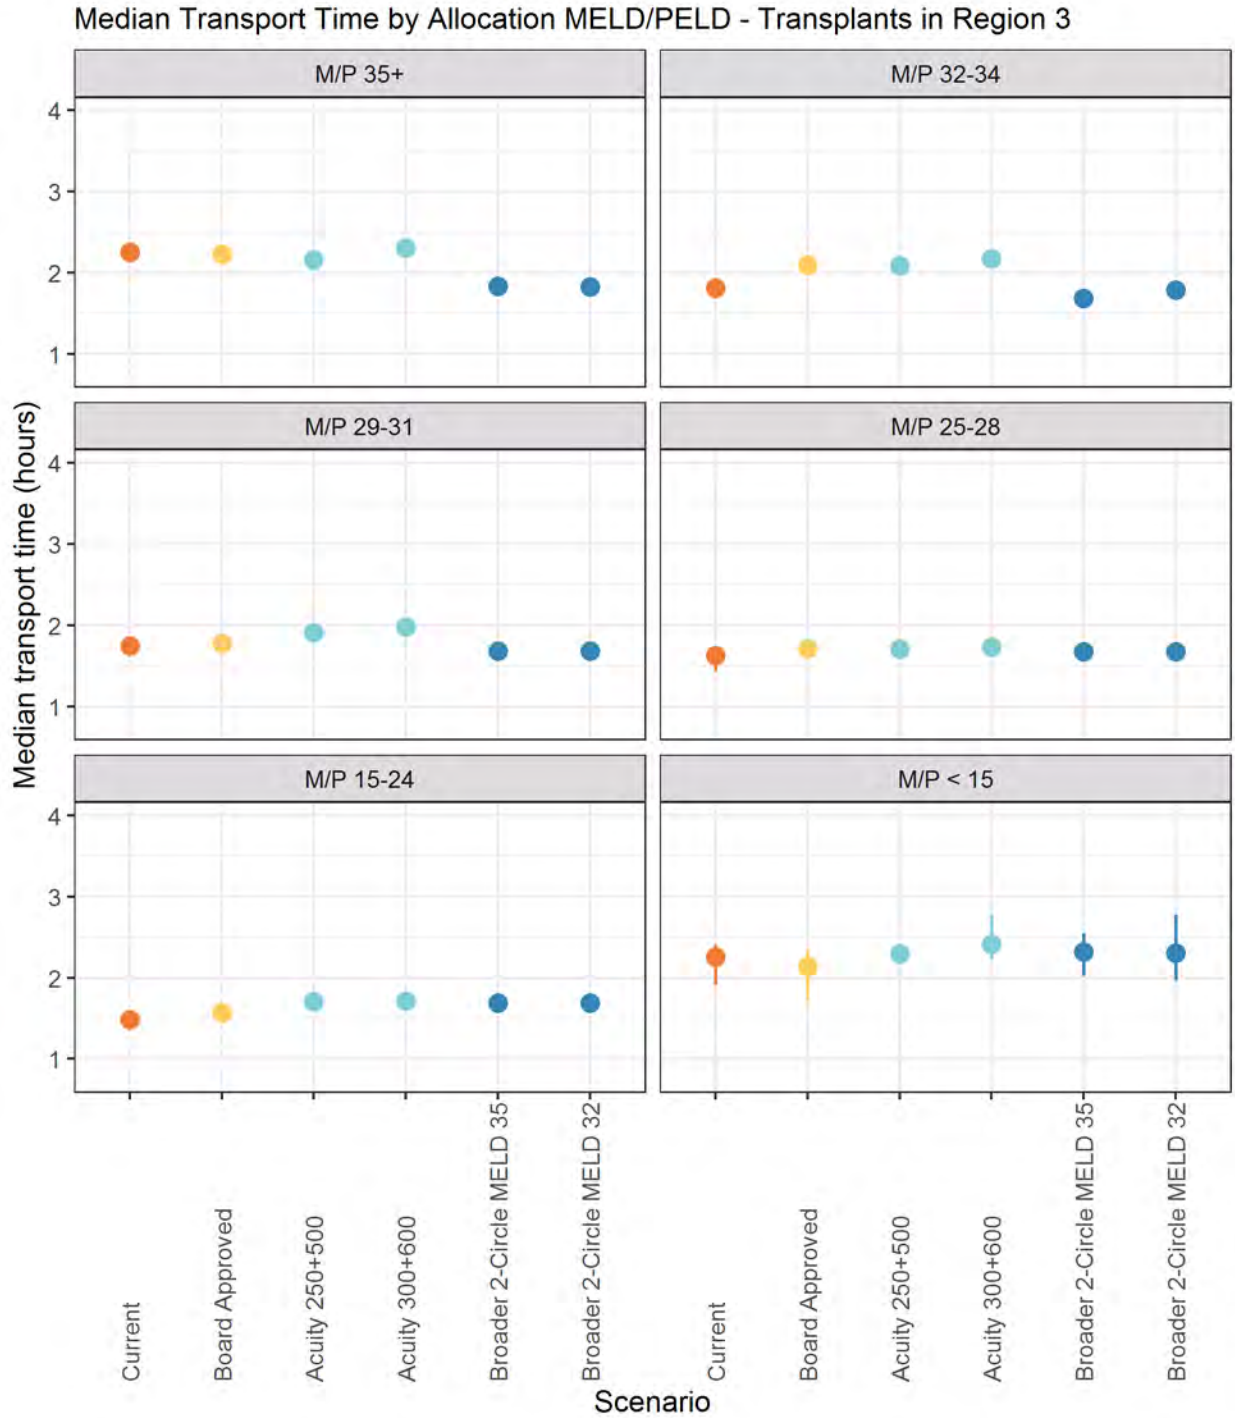 Median Transport Time by Allocation MELD/PELD - Transplants in Region 3
M/P 35+
M/P 32-34
4
3
2
1
M/P 29-31
M/P 25-28
4
3
2
1
M/P 15-24
M/P < 15
4
3
2
1
Median transport time (hours)
Current
Board Approved
Acuity 250+500
Acuity 300+600
Broader 2-Circle MELD 35
Broader 2-Circle MELD 32
Current
Board Approved
Acuity 250+500
Acuity 300+600
Broader 2-Circle MELD 35
Broader 2-Circle MELD 32
Scenario